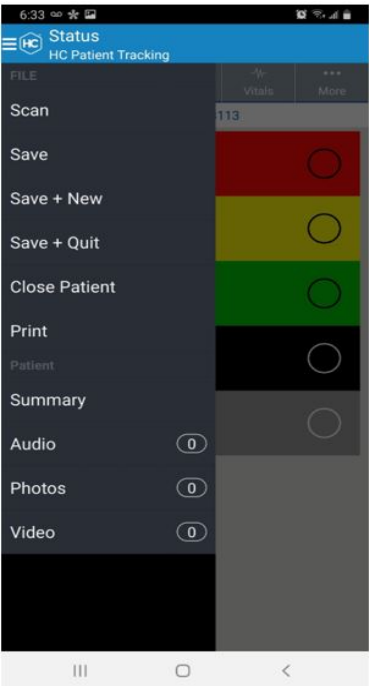 6:33
HC
Status
HC Patient Tracking
FILE
Vitals
More
Scan
113
Save
Save + New
Save + Quit
Close Patient
Print
Patient
Summary
Audio 0
Photos 0
Video 0